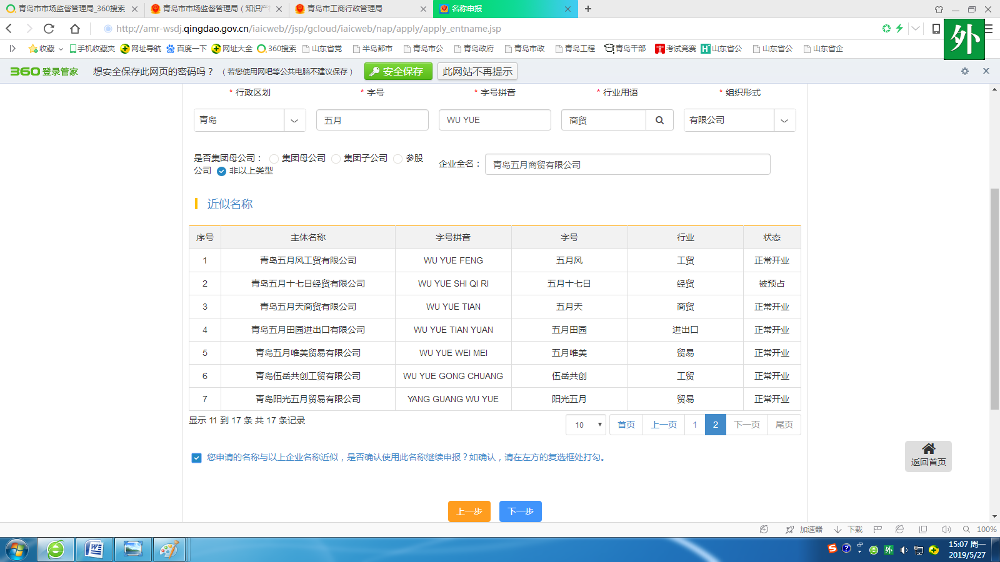 青岛市市场监督管理局_360搜索 青岛市市场监督管理局（知识产 青岛市工商行政管理局 名称申报
http://amr-wsdj.qingdao.gov.cn/iaicweb//jsp/gcloud/iaicweb/nap/apply/apply_entname.jsp
外
收藏 手机收藏夹 网址导航 百度一下 网址大全 360搜索 山东省党 半岛都市 青岛市公 青岛政府 青岛市政 青岛工程 青岛干部 考试竞赛 山东省公 山东省公 山东省企
360登录管家 想安全保存此网页的密码吗？（若您使用网吧等公共电脑不建议保存） 安全保存 此网站不再提示
* 行政区划 * 字号 * 字号拼音 * 行业用语 * 组织形式
青岛 五月 WU YUE 商贸 有限公司
是否集团母公司： 集团母公司 集团子公司 参股
公司 非以上类型
企业全名： 青岛五月商贸有限公司
近似名称
序号 主体名称 字号拼音 字号 行业 状态
1 青岛五月风工贸有限公司 WU YUE FENG 五月风 工贸 正常开业
2 青岛五月十七日经贸有限公司 WU YUE SHI QI RI 五月十七日 经贸 被预占
3 青岛五月天商贸有限公司 WU YUE TIAN 五月天 商贸 正常开业
4 青岛五月田园进出口有限公司 WU YUE TIAN YUAN 五月田园 进出口 正常开业
5 青岛五月唯美贸易有限公司 WU YUE WEI MEI 五月唯美 贸易 正常开业
6 青岛伍岳共创工贸有限公司 WU YUE GONG CHUANG 伍岳共创 工贸 正常开业
7 青岛阳光五月贸易有限公司 YANG GUANG WU YUE 阳光五月 贸易 正常开业
显示 11 到 17 条 共 17 条记录 10 首页 上一页 1 2 下一页 尾页
您申请的名称与以上企业名称近似，是否确认使用此名称继续申报？如确认，请在左方的复选框处打勾。
返回首页
上一步 下一步
加速器 下载 100%
外
15:07 周一
2019/5/27